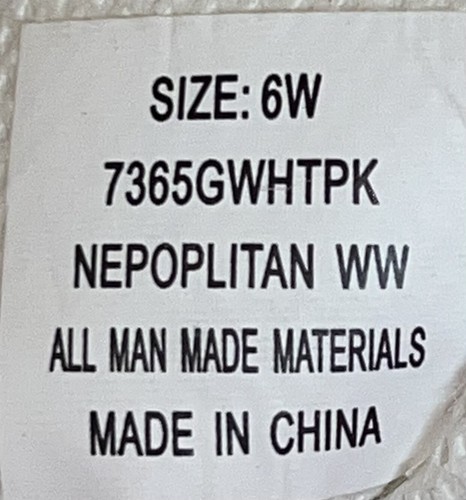 SIZE: 6W
7365GWHTPK
NEPOPLITAN WW
ALL MAN MADE MATERIALS
MADE IN CHINA